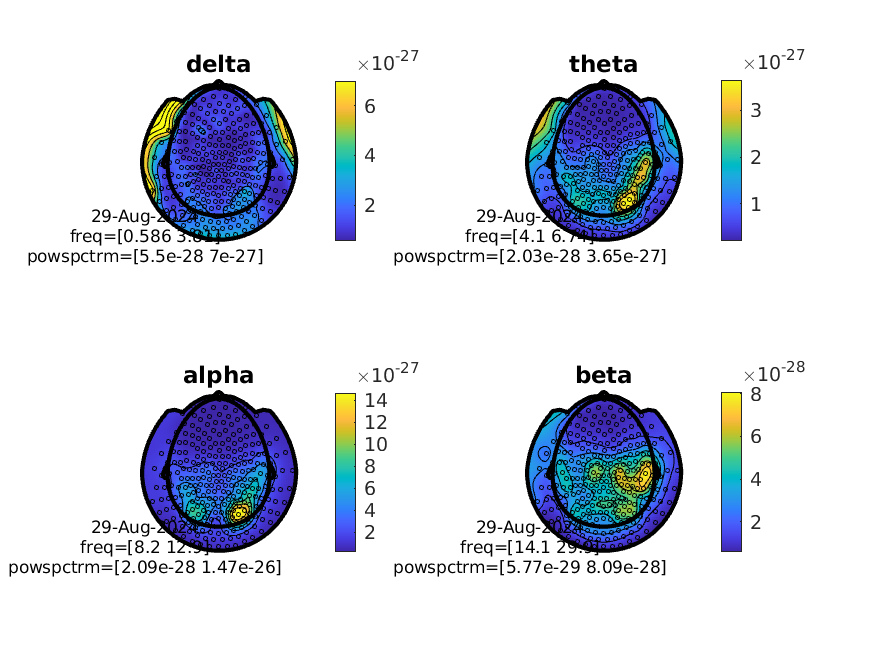 delta
×10-27
6
4
2
29-Aug-2024
freq=[0.586 3.81]
powspctrm=[5.5e-28 7e-27]
theta
×10-27
3
2
1
29-Aug-2024
freq=[4.1 6.74]
powspctrm=[2.03e-28 3.65e-27]
alpha
×10-27
14
12
10
8
6
4
2
29-Aug-2024
freq=[8.2 12.9]
powspctrm=[2.09e-28 1.47e-26]
beta
×10-28
8
6
4
2
29-Aug-2024
freq=[14.1 29.9]
powspctrm=[5.77e-29 8.09e-28]